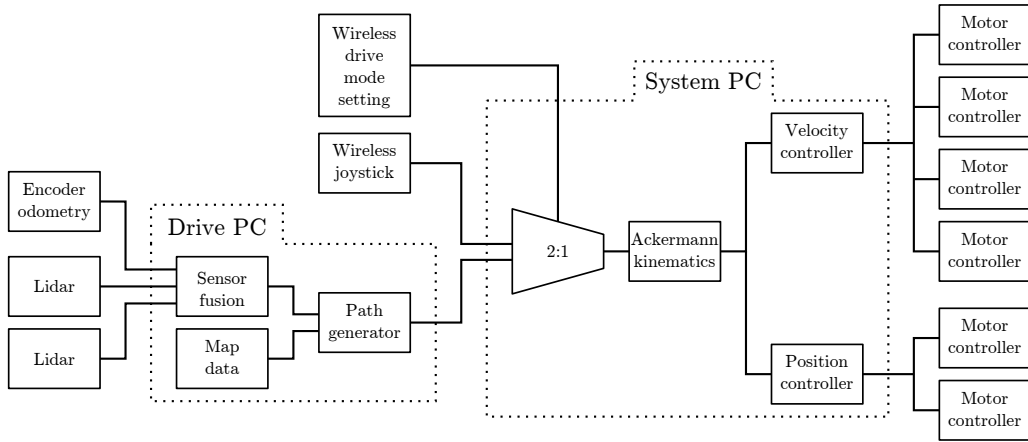 Wireless
drive
mode
setting
Wireless
joystick
Encoder
odometry
Lidar
Lidar
Drive PC
Sensor
fusion
Map
data
Path
generator
System PC
2:1
Ackermann
kinematics
Velocity
controller
Position
controller
Motor
controller
Motor
controller
Motor
controller
Motor
controller
Motor
controller
Motor
controller